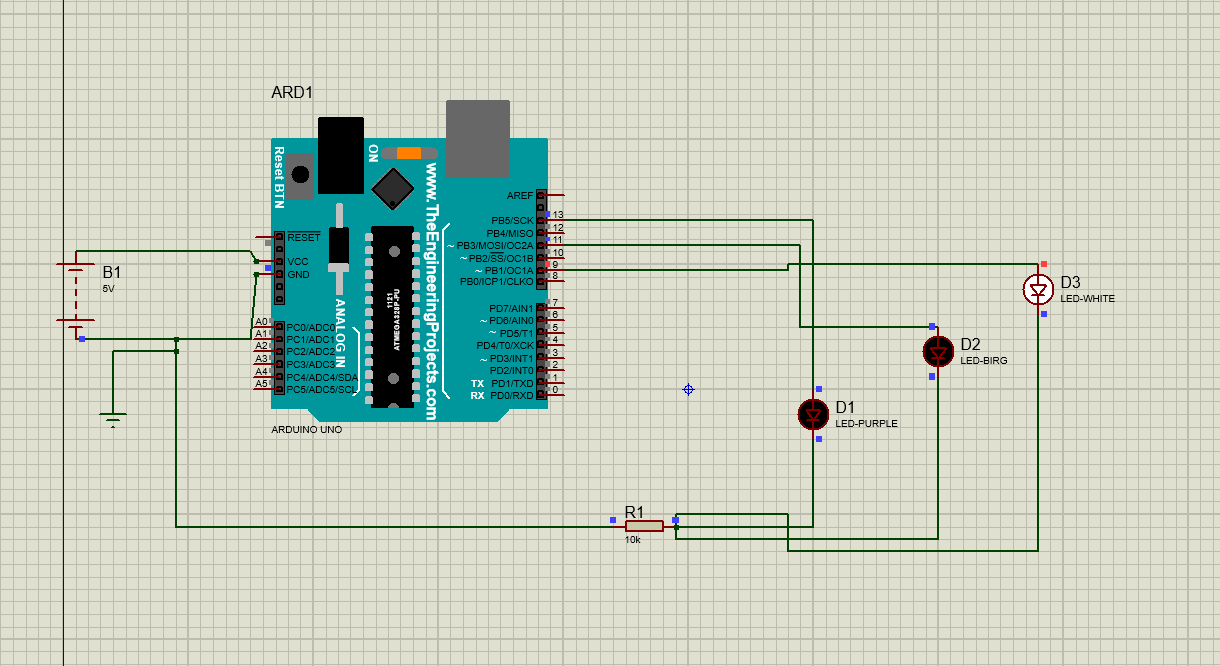 ARD1
Reset BTN
ON
www.TheEngineeringProjects.com
ANALOG IN
1121
ATMEGA328P-PU
RESET
VCC
GND
A0 PC0/ADC0
A1 PC1/ADC1
A2 PC2/ADC2
A3 PC3/ADC3
A4 PC4/ADC4/SDA
A5 PC5/ADC5/SCL
AREF
PB5/SCK 13
PB4/MISO 12
~ PB3/MOSI/OC2A 11
~ PB2/SS/OC1B 10
~ PB1/OC1A 9
PB0/ICP1/CLKO 8
PD7/AIN1 7
~ PD6/AIN0 6
~ PD5/T1 5
PD4/T0/XCK 4
~ PD3/INT1 3
PD2/INT0 2
TX PD1/TXD 1
RX PD0/RXD 0
ARDUINO UNO
B1
5V
D3
LED-WHITE
D2
LED-BIRG
D1
LED-PURPLE
R1
10k